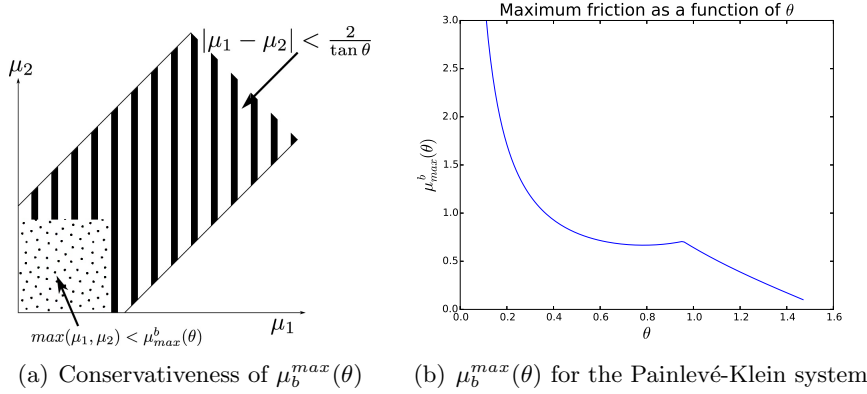 |μ₁ − μ₂| < 2 / tan θ
μ₂
μ₁
max(μ₁, μ₂) < μᵇₘₐₓ(θ)
(a) Conservativeness of μ_b^{max}(θ)
Maximum friction as a function of θ
μ^b_{max}(θ)
3.0
2.5
2.0
1.5
1.0
0.5
0.0
0.0 0.2 0.4 0.6 0.8 1.0 1.2 1.4 1.6
θ
(b) μ_b^{max}(θ) for the Painlevé-Klein system